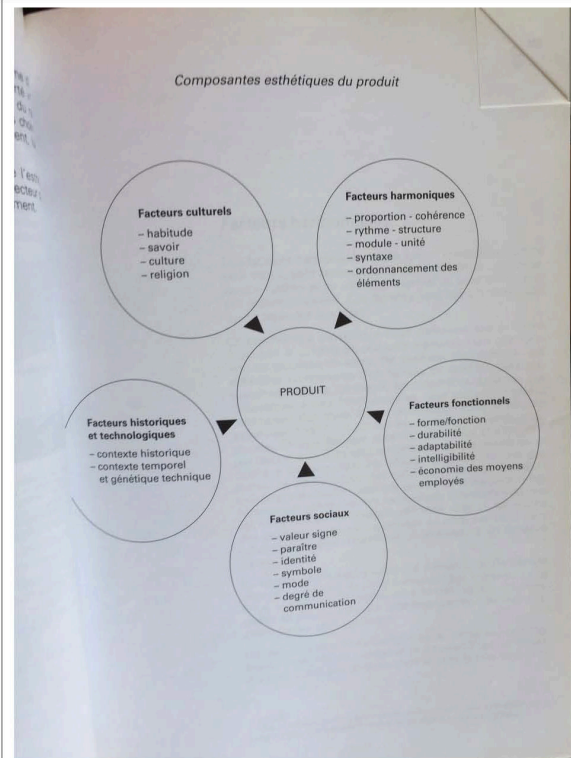 Composantes esthétiques du produit
Facteurs culturels
– habitude
– savoir
– culture
– religion
Facteurs harmoniques
– proportion - cohérence
– rythme - structure
– module - unité
– syntaxe
– ordonnancement des
éléments
PRODUIT
Facteurs historiques
et technologiques
– contexte historique
– contexte temporel
et génétique technique
Facteurs fonctionnels
– forme/fonction
– durabilité
– adaptabilité
– intelligibilité
– économie des moyens
employés
Facteurs sociaux
– valeur signe
– paraître
– identité
– symbole
– mode
– degré de
communication